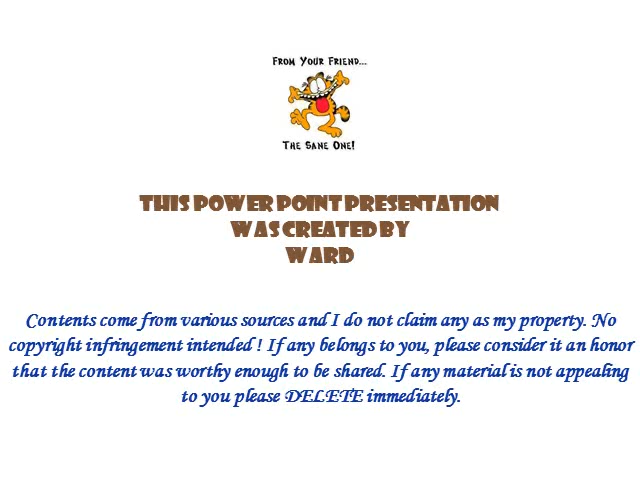 From Your Friend...
The Sane One!
This Power Point Presentation
was created by
Ward
Contents come from various sources and I do not claim any as my property. No
copyright infringement intended ! If any belongs to you, please consider it an honor
that the content was worthy enough to be shared. If any material is not appealing
to you please DELETE immediately.